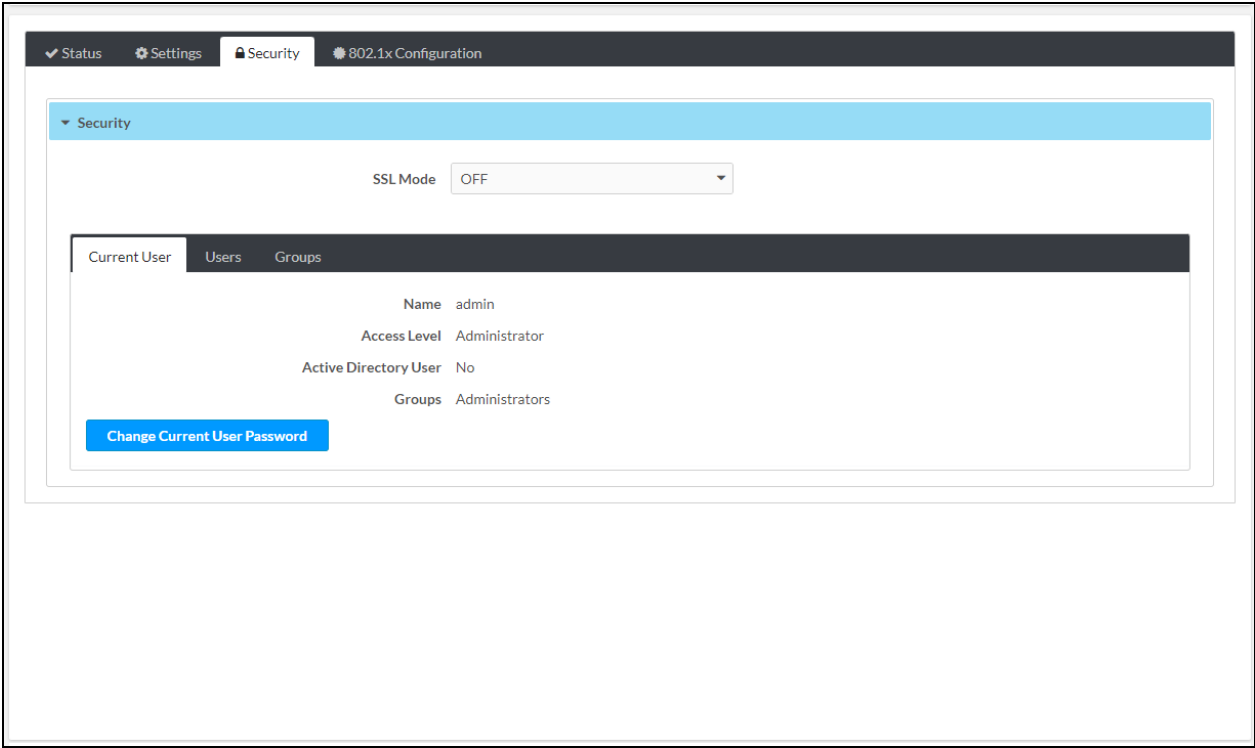 Status Settings Security 802.1x Configuration
Security
SSL Mode OFF
Current User Users Groups
Name admin
Access Level Administrator
Active Directory User No
Groups Administrators
Change Current User Password